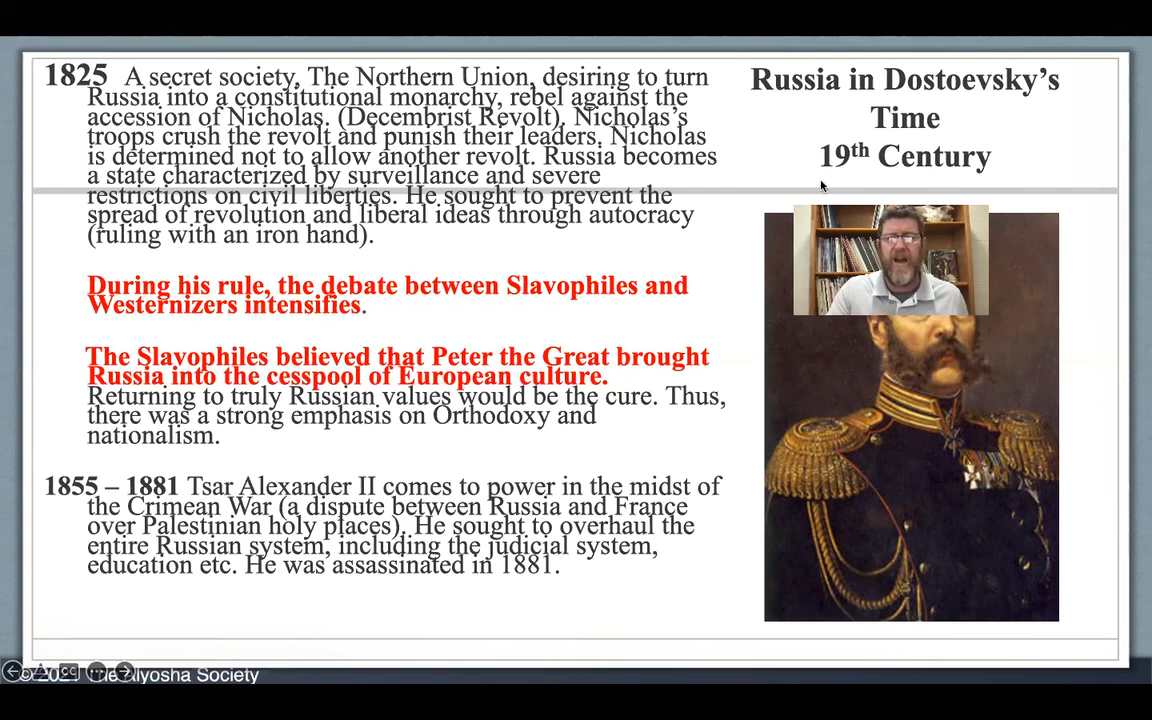 1825 A secret society, The Northern Union, desiring to turn
Russia into a constitutional monarchy, rebel against the
accession of Nicholas. (Decembrist Revolt). Nicholas's
troops crush the revolt and punish their leaders. Nicholas
is determined not to allow another revolt. Russia becomes
a state characterized by surveillance and severe
restrictions on civil liberties. He sought to prevent the
spread of revolution and liberal ideas through autocracy
(ruling with an iron hand).
During his rule, the debate between Slavophiles and
Westernizers intensifies.
The Slavophiles believed that Peter the Great brought
Russia into the cesspool of European culture.
Returning to truly Russian values would be the cure. Thus,
there was a strong emphasis on Orthodoxy and
nationalism.
1855 – 1881 Tsar Alexander II comes to power in the midst of
the Crimean War (a dispute between Russia and France
over Palestinian holy places). He sought to overhaul the
entire Russian system, including the judicial system,
education etc. He was assassinated in 1881.
Russia in Dostoevsky's
Time
19th Century
Alyosha Society